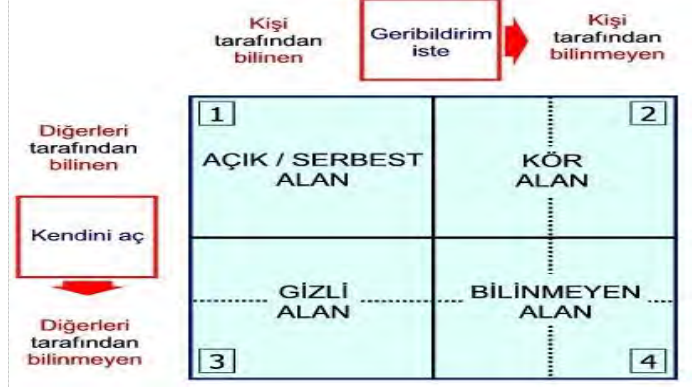 Kişi
tarafından
bilinen
Geribildirim
iste
Kişi
tarafından
bilinmeyen
Diğerleri
tarafından
bilinen
Kendini aç
Diğerleri
tarafından
bilinmeyen
1
AÇIK / SERBEST
ALAN
2
KÖR
ALAN
GİZLİ
ALAN
3
BİLİNMEYEN
ALAN
4